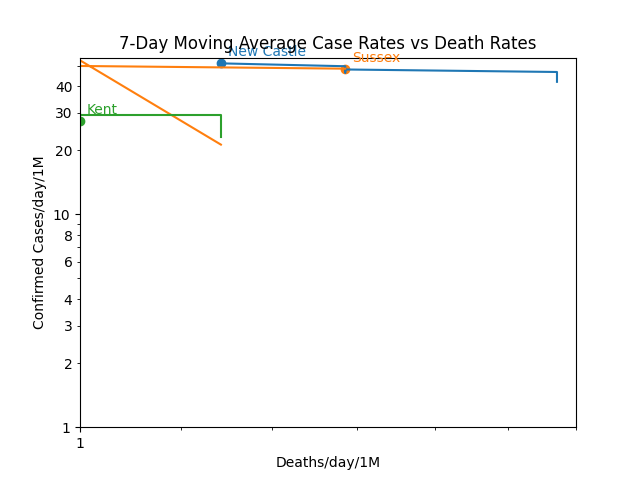 7-Day Moving Average Case Rates vs Death Rates
New Castle
Sussex
Kent
40
30
20
10
8
6
4
3
2
1
1
Confirmed Cases/day/1M
Deaths/day/1M